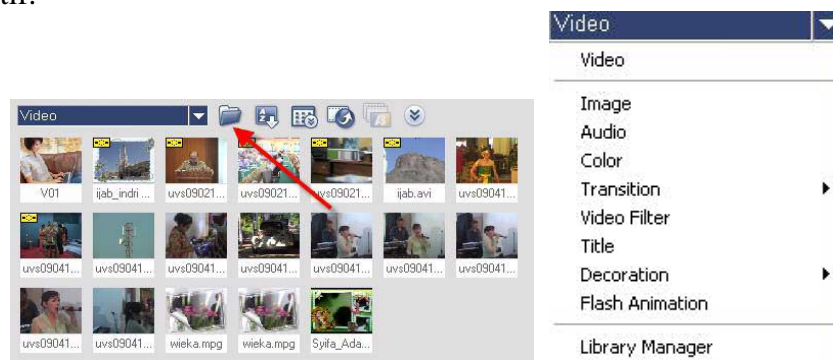 Video
V01 ijab_indri ... uvs09021... uvs09021... uvs09021... ijab.avi uvs09041...
uvs09041... uvs09041... uvs09041... uvs09041... uvs09041... uvs09041... uvs09041...
uvs09041... uvs09041... wieka.mpg wieka.mpg Syifa_Ada...
Video
Video
Image
Audio
Color
Transition
Video Filter
Title
Decoration
Flash Animation
Library Manager